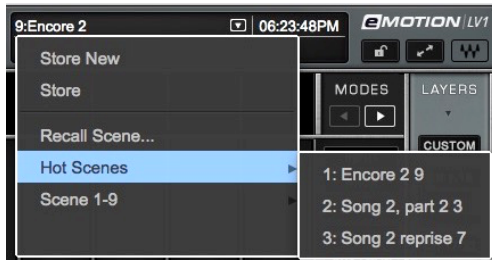 9:Encore 2 06:23:48PM eMOTION LV1
Store New
Store
MODES LAYERS
Recall Scene...
CUSTOM
Hot Scenes
1: Encore 2 9
Scene 1-9
2: Song 2, part 2 3
3: Song 2 reprise 7